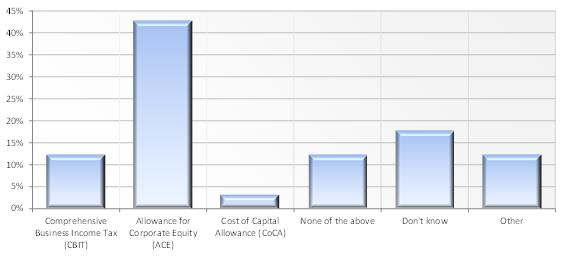 45%
40%
35%
30%
25%
20%
15%
10%
5%
0%
Comprehensive
Business Income Tax
(CBIT)
Allowance for
Corporate Equity
(ACE)
Cost of Capital
Allowance (CoCA)
None of the above
Don't know
Other